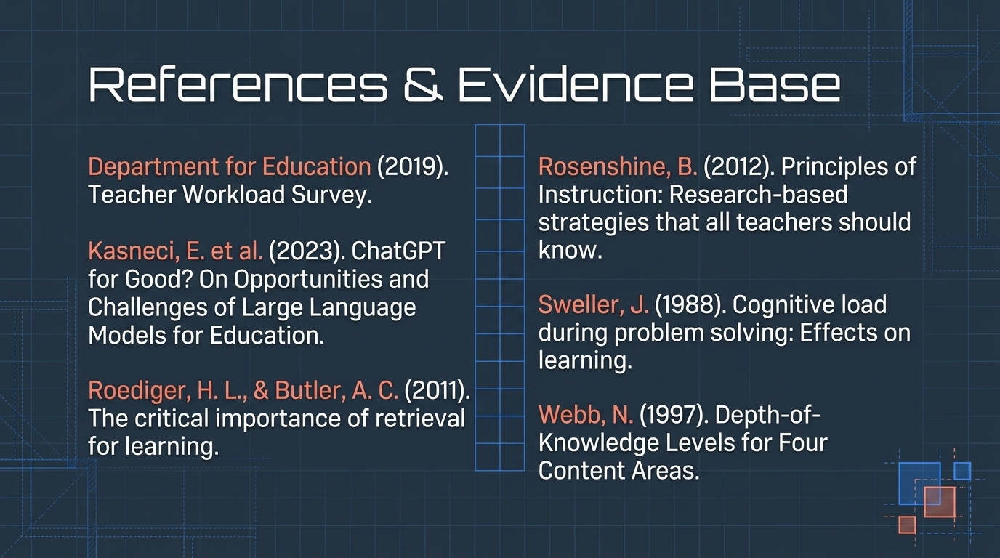 References & Evidence Base
Department for Education (2019).
Teacher Workload Survey.
Kasneci, E. et al. (2023). ChatGPT
for Good? On Opportunities and
Challenges of Large Language
Models for Education.
Roediger, H. L., & Butler, A. C. (2011).
The critical importance of retrieval
for learning.
Rosenshine, B. (2012). Principles of
Instruction: Research-based
strategies that all teachers should
know.
Sweller, J. (1988). Cognitive load
during problem solving: Effects on
learning.
Webb, N. (1997). Depth-of-
Knowledge Levels for Four
Content Areas.